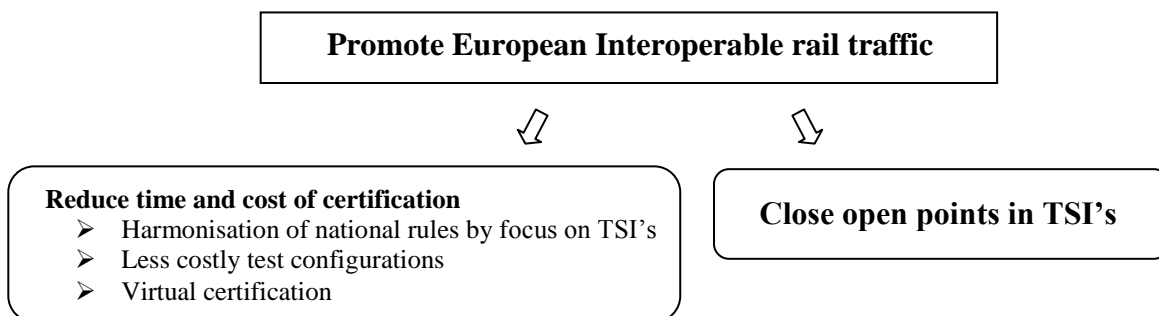 Promote European Interoperable rail traffic
Reduce time and cost of certification
➢ Harmonisation of national rules by focus on TSI's
➢ Less costly test configurations
➢ Virtual certification
Close open points in TSI's